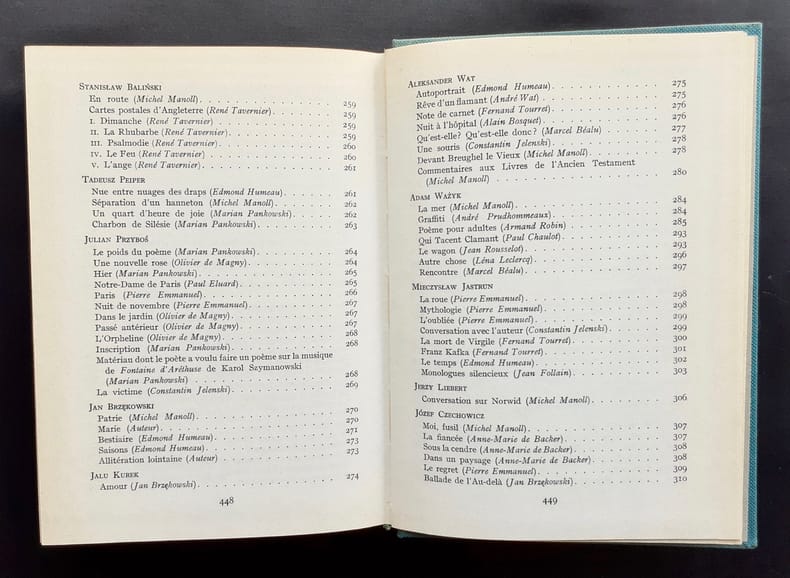 STANISŁAW BALIŃSKI
En route (Michel Manoll). . . . . . . . . . . . . 259
Cartes postales d'Angleterre (René Tavernier). . . . . . . 259
I. Dimanche (René Tavernier). . . . . . . . . . . 259
II. La Rhubarbe (René Tavernier). . . . . . . . . . 259
III. Psalmodie (René Tavernier). . . . . . . . . . 260
IV. Le Feu (René Tavernier). . . . . . . . . . . 260
V. L'ange (René Tavernier). . . . . . . . . . . 261
TADEUSZ PEIPER
Nue entre nuages des draps (Edmond Humeau). . . . . . 261
Séparation d'un hanneton (Michel Manoll). . . . . . . 262
Un quart d'heure de joie (Marian Pankowski). . . . . . 262
Charbon de Silésie (Marian Pankowski). . . . . . . . 263
JULIAN PRZYBOŚ
Le poids du poème (Marian Pankowski). . . . . . . . 264
Une nouvelle rose (Olivier de Magny). . . . . . . . 264
Hier (Marian Pankowski). . . . . . . . . . . . 265
Notre-Dame de Paris (Paul Eluard). . . . . . . . . 265
Paris (Pierre Emmanuel). . . . . . . . . . . . 266
Nuit de novembre (Pierre Emmanuel). . . . . . . . 267
Dans le jardin (Olivier de Magny). . . . . . . . . 267
Passé antérieur (Olivier de Magny). . . . . . . . . 267
L'Orpheline (Olivier de Magny). . . . . . . . . . 268
Inscription (Marian Pankowski). . . . . . . . . . 268
Matériau dont le poète a voulu faire un poème sur la musique
de Fontaine d'Aréthuse de Karol Szymanowski
(Marian Pankowski) . . . . . . . . . . . . 268
La victime (Constantin Jelenski). . . . . . . . . . 269
JAN BRZĘKOWSKI
Patrie (Michel Manoll). . . . . . . . . . . . . 270
Marie (Auteur). . . . . . . . . . . . . . . 270
Bestiaire (Edmond Humeau). . . . . . . . . . . 271
Saisons (Edmond Humeau). . . . . . . . . . . . 273
Allitération lointaine (Auteur) . . . . . . . . . . 273
JALU KUREK
Amour (Jan Brzękowski). . . . . . . . . . . . 274
448
ALEKSANDER WAT
Autoportrait (Edmond Humeau) . . . . . . . . . . 275
Rêve d'un flamant (André Wat). . . . . . . . . . 275
Note de carnet (Fernand Tourret). . . . . . . . . . 276
Nuit à l'hôpital (Alain Bosquet) . . . . . . . . . . 276
Qu'est-elle? Qu'est-elle donc? (Marcel Béalu). . . . . . 277
Une souris (Constantin Jelenski). . . . . . . . . . 278
Devant Breughel le Vieux (Michel Manoll). . . . . . . 278
Commentaires aux Livres de l'Ancien Testament
(Michel Manoll) . . . . . . . . . . . . . 280
ADAM WAŻYK
La mer (Michel Manoll). . . . . . . . . . . . 284
Graffiti (André Prudhommeaux). . . . . . . . . . 284
Poème pour adultes (Armand Robin) . . . . . . . . 285
Qui Tacent Clamant (Paul Chaulot). . . . . . . . . 293
Le wagon (Jean Rousselot). . . . . . . . . . . . 293
Autre chose (Léna Leclercq). . . . . . . . . . . 296
Rencontre (Marcel Béalu). . . . . . . . . . . . 297
MIECZYSŁAW JASTRUN
La roue (Pierre Emmanuel). . . . . . . . . . . . 298
Mythologie (Pierre Emmanuel). . . . . . . . . . 298
L'oubliée (Pierre Emmanuel). . . . . . . . . . . 299
Conversation avec l'auteur (Constantin Jelenski). . . . . 299
La mort de Virgile (Fernand Tourret). . . . . . . . 300
Franz Kafka (Fernand Tourret). . . . . . . . . . 301
Le temps (Edmond Humeau). . . . . . . . . . . 302
Monologues silencieux (Jean Follain). . . . . . . . 303
JERZY LIEBERT
Conversation sur Norwid (Michel Manoll). . . . . . . 306
JÓZEF CZECHOWICZ
Moi, fusil (Michel Manoll). . . . . . . . . . . 307
La fiancée (Anne-Marie de Backer). . . . . . . . . 307
Sous la cendre (Anne-Marie de Backer). . . . . . . . 308
Dans un paysage (Anne-Marie de Backer). . . . . . . 308
Le regret (Pierre Emmanuel). . . . . . . . . . . 309
Ballade de l'Au-delà (Jan Brzękowski). . . . . . . . 310
449